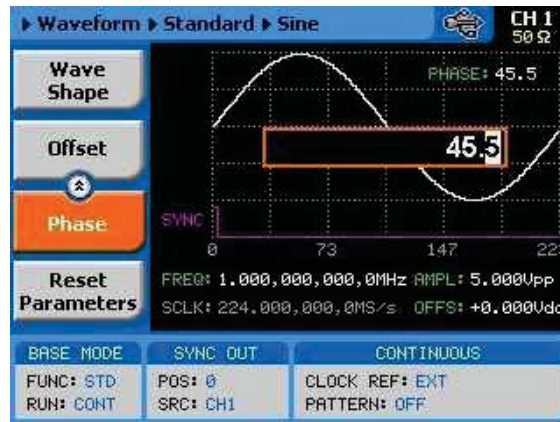 Waveform Standard Sine
CH 1
50 Ω
Wave
Shape
PHASE: 45.5
Offset
45.5
Phase
SYNC
0 73 147
Reset
Parameters
FREQ: 1.000,000,000,0MHz AMPL: 5.000Vpp
SCLK: 224.000,000,0MS/s OFFS: +0.000Vdc
BASE MODE SYNC OUT CONTINUOUS
FUNC: STD POS: 0 CLOCK REF: EXT
RUN: CONT SRC: CH1 PATTERN: OFF